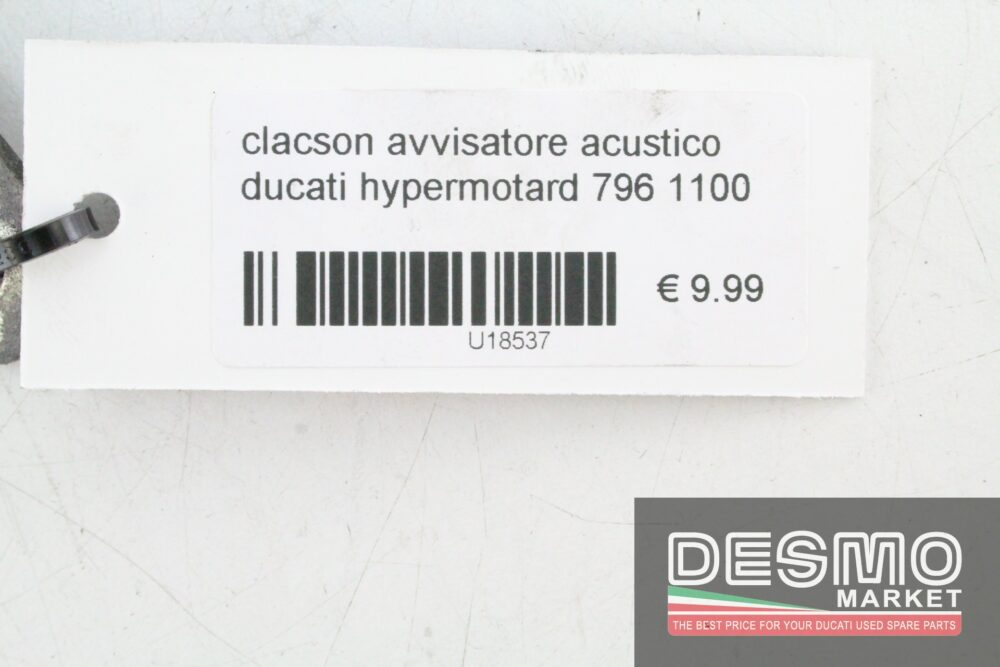 clacson avvisatore acustico
ducati hypermotard 796 1100
€ 9.99
U18537
DESMO
MARKET
THE BEST PRICE FOR YOUR DUCATI USED SPARE PARTS